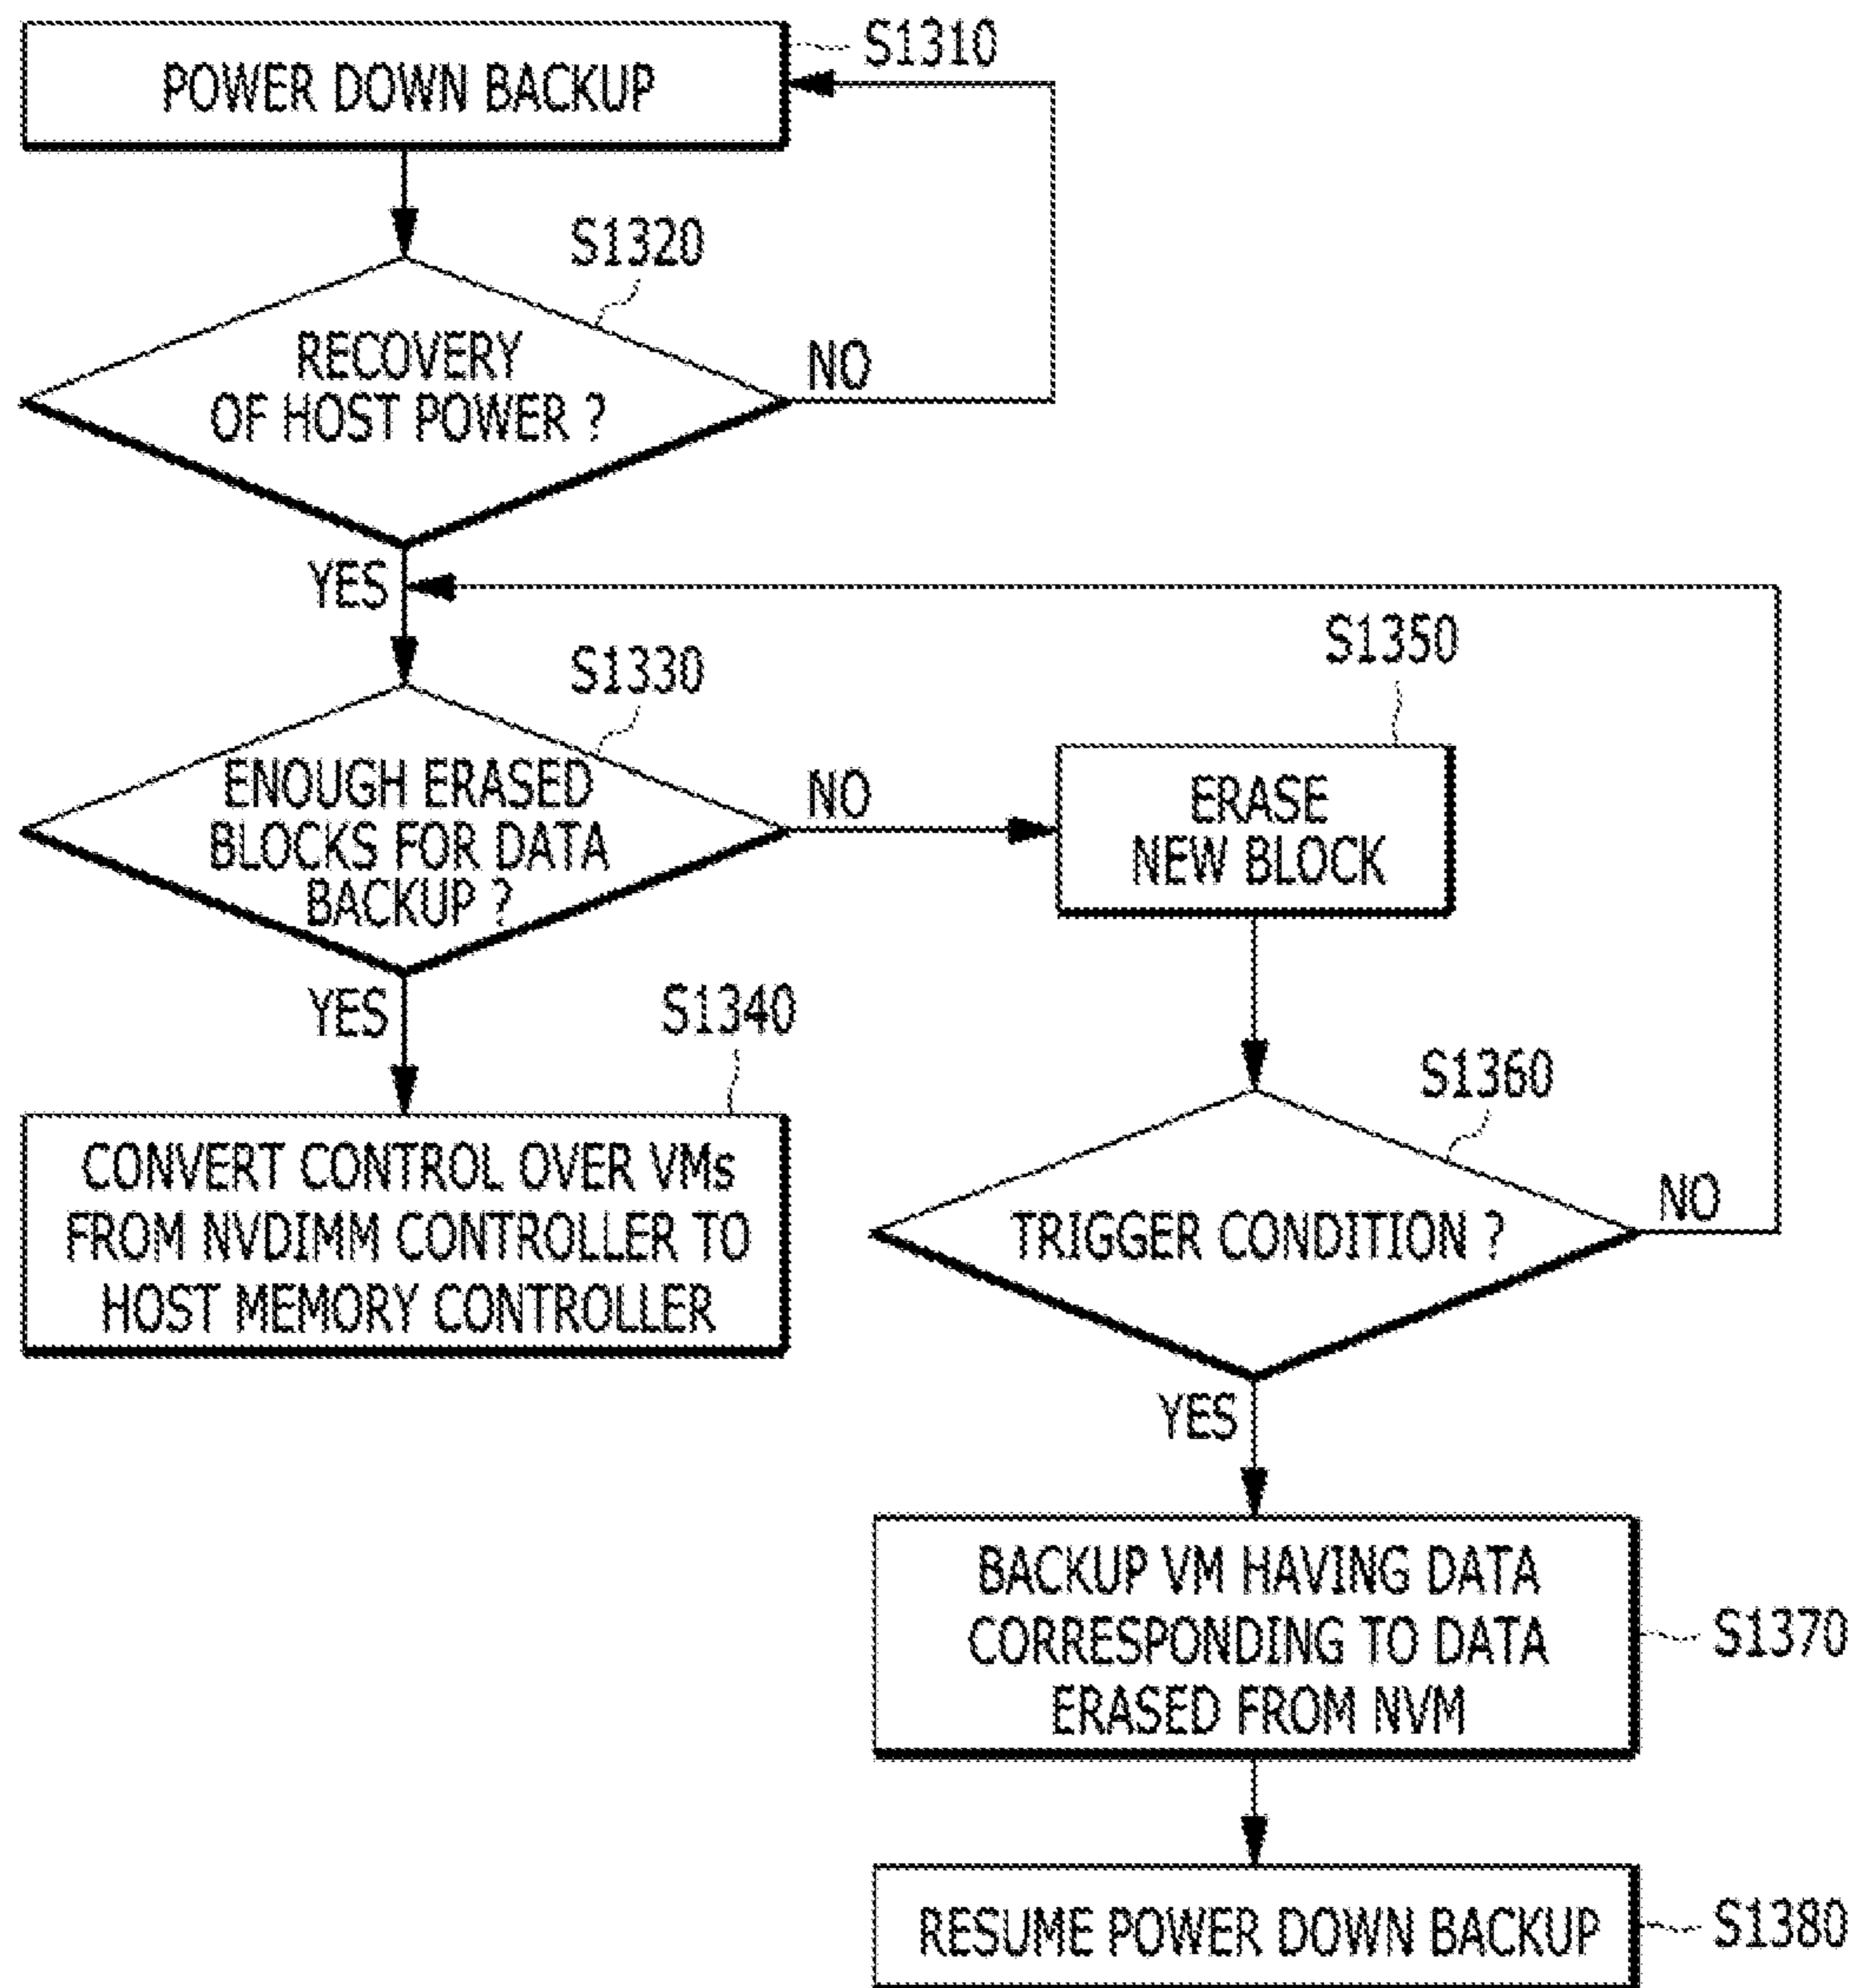 S1310
POWER DOWN BACKUP
S1320
RECOVERY
OF HOST POWER ?
NO
YES
S1330
ENOUGH ERASED
BLOCKS FOR DATA
BACKUP ?
NO
S1350
ERASE
NEW BLOCK
YES
S1340
CONVERT CONTROL OVER VMs
FROM NVDIMM CONTROLLER TO
HOST MEMORY CONTROLLER
S1360
TRIGGER CONDITION ?
NO
YES
BACKUP VM HAVING DATA
CORRESPONDING TO DATA
ERASED FROM NVM
S1370
RESUME POWER DOWN BACKUP
S1380